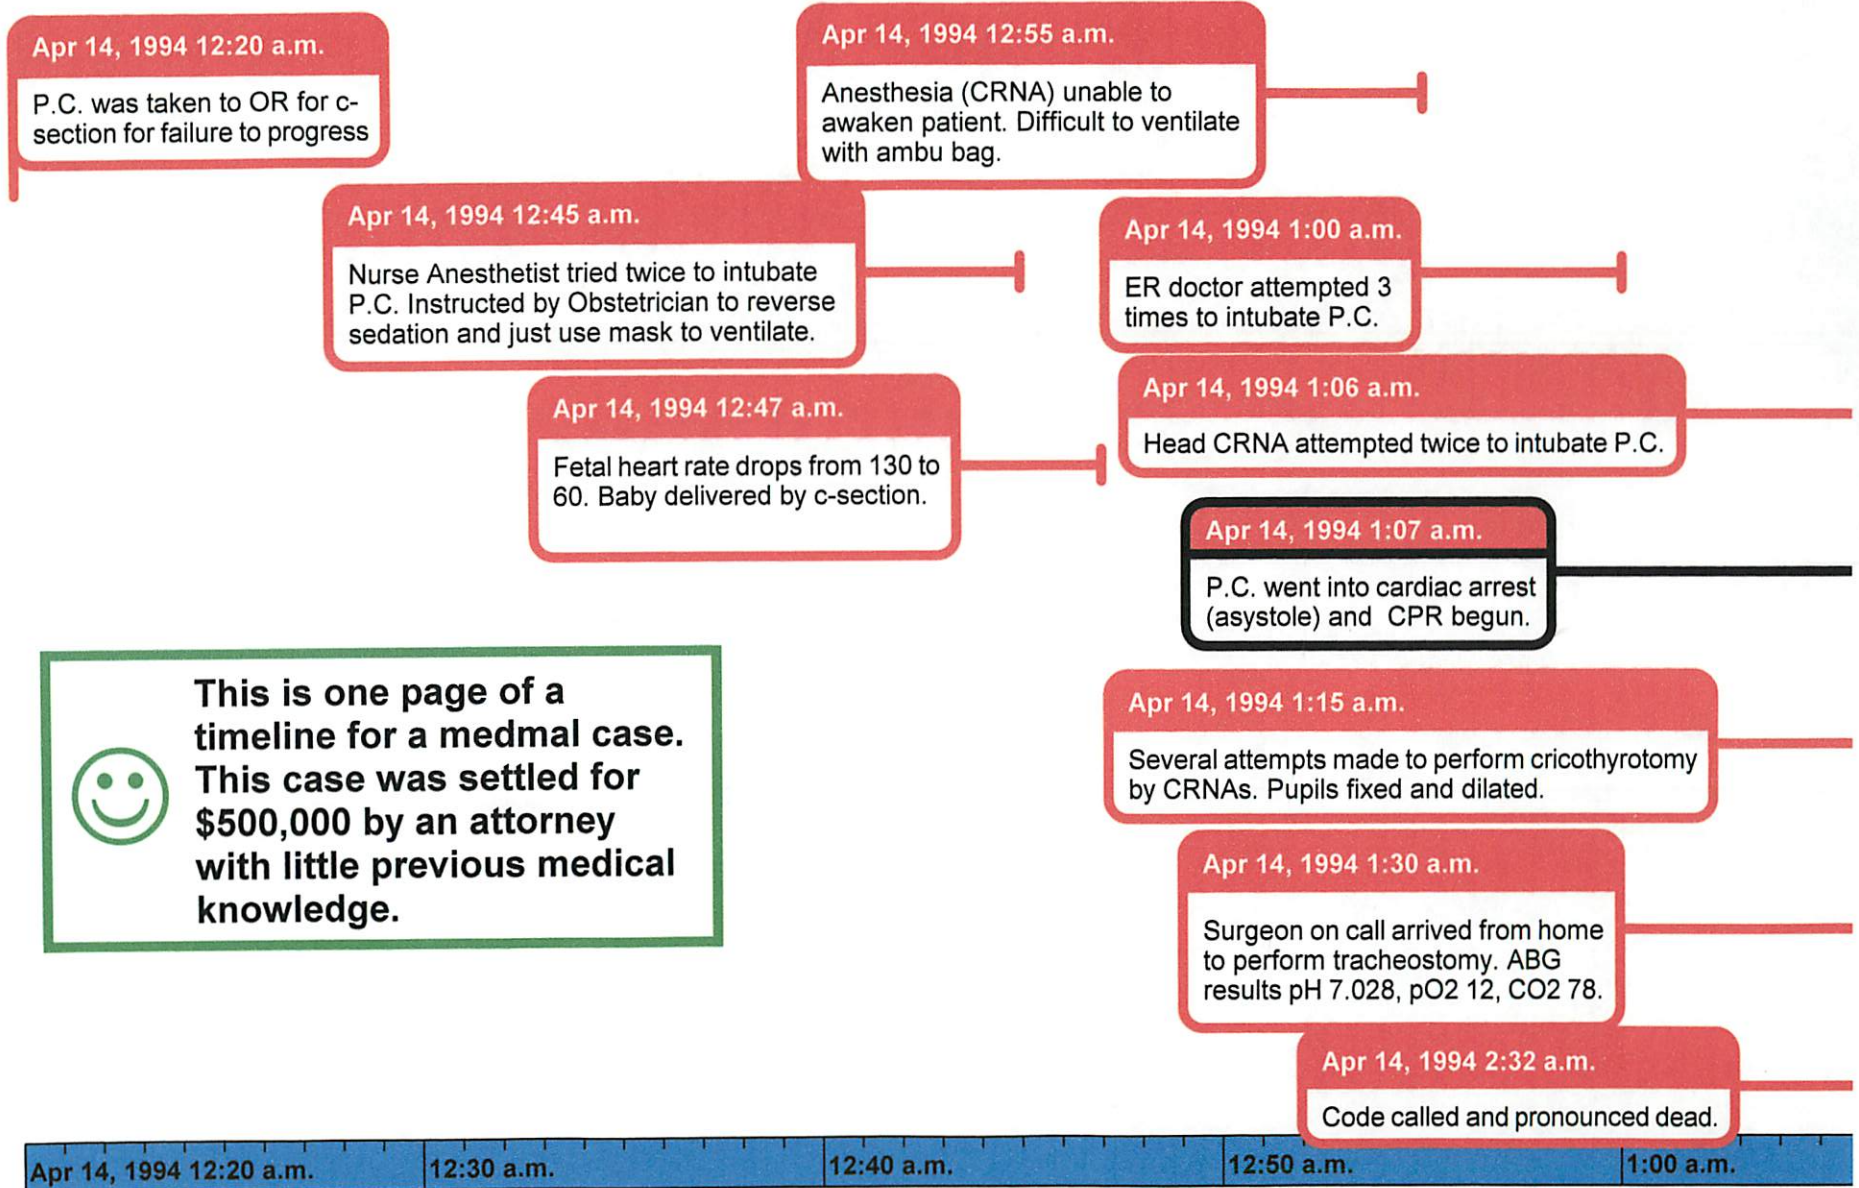 Apr 14, 1994 12:20 a.m.
P.C. was taken to OR for c-
section for failure to progress
Apr 14, 1994 12:55 a.m.
Anesthesia (CRNA) unable to
awaken patient. Difficult to ventilate
with ambu bag.
Apr 14, 1994 12:45 a.m.
Nurse Anesthetist tried twice to intubate
P.C. Instructed by Obstetrician to reverse
sedation and just use mask to ventilate.
Apr 14, 1994 1:00 a.m.
ER doctor attempted 3
times to intubate P.C.
Apr 14, 1994 12:47 a.m.
Fetal heart rate drops from 130 to
60. Baby delivered by c-section.
Apr 14, 1994 1:06 a.m.
Head CRNA attempted twice to intubate P.C.
Apr 14, 1994 1:07 a.m.
P.C. went into cardiac arrest
(asystole) and CPR begun.
This is one page of a
timeline for a medmal case.
This case was settled for
$500,000 by an attorney
with little previous medical
knowledge.
Apr 14, 1994 1:15 a.m.
Several attempts made to perform cricothyrotomy
by CRNAs. Pupils fixed and dilated.
Apr 14, 1994 1:30 a.m.
Surgeon on call arrived from home
to perform tracheostomy. ABG
results pH 7.028, pO2 12, CO2 78.
Apr 14, 1994 2:32 a.m.
Code called and pronounced dead.
Apr 14, 1994 12:20 a.m. 12:30 a.m. 12:40 a.m. 12:50 a.m. 1:00 a.m.